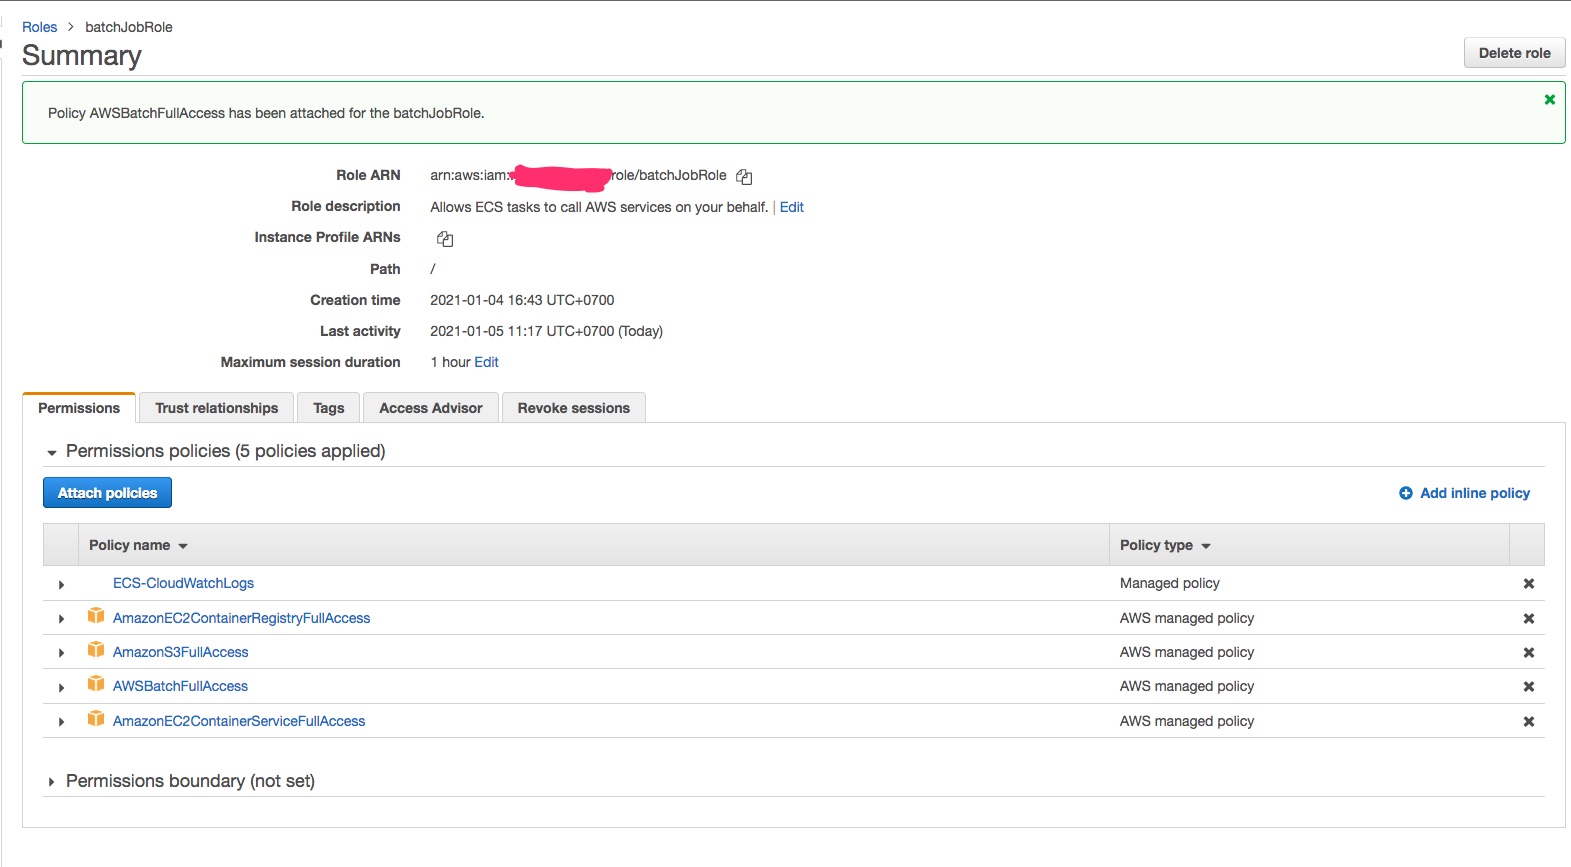 Roles > batchJobRole
Summary
Delete role
Policy AWSBatchFullAccess has been attached for the batchJobRole.
Role ARN arn:aws:iam: role/batchJobRole
Role description Allows ECS tasks to call AWS services on your behalf. | Edit
Instance Profile ARNs
Path /
Creation time 2021-01-04 16:43 UTC+0700
Last activity 2021-01-05 11:17 UTC+0700 (Today)
Maximum session duration 1 hour Edit
Permissions Trust relationships Tags Access Advisor Revoke sessions
Permissions policies (5 policies applied)
Attach policies Add inline policy
Policy name Policy type
ECS-CloudWatchLogs Managed policy
AmazonEC2ContainerRegistryFullAccess AWS managed policy
AmazonS3FullAccess AWS managed policy
AWSBatchFullAccess AWS managed policy
AmazonEC2ContainerServiceFullAccess AWS managed policy
Permissions boundary (not set)